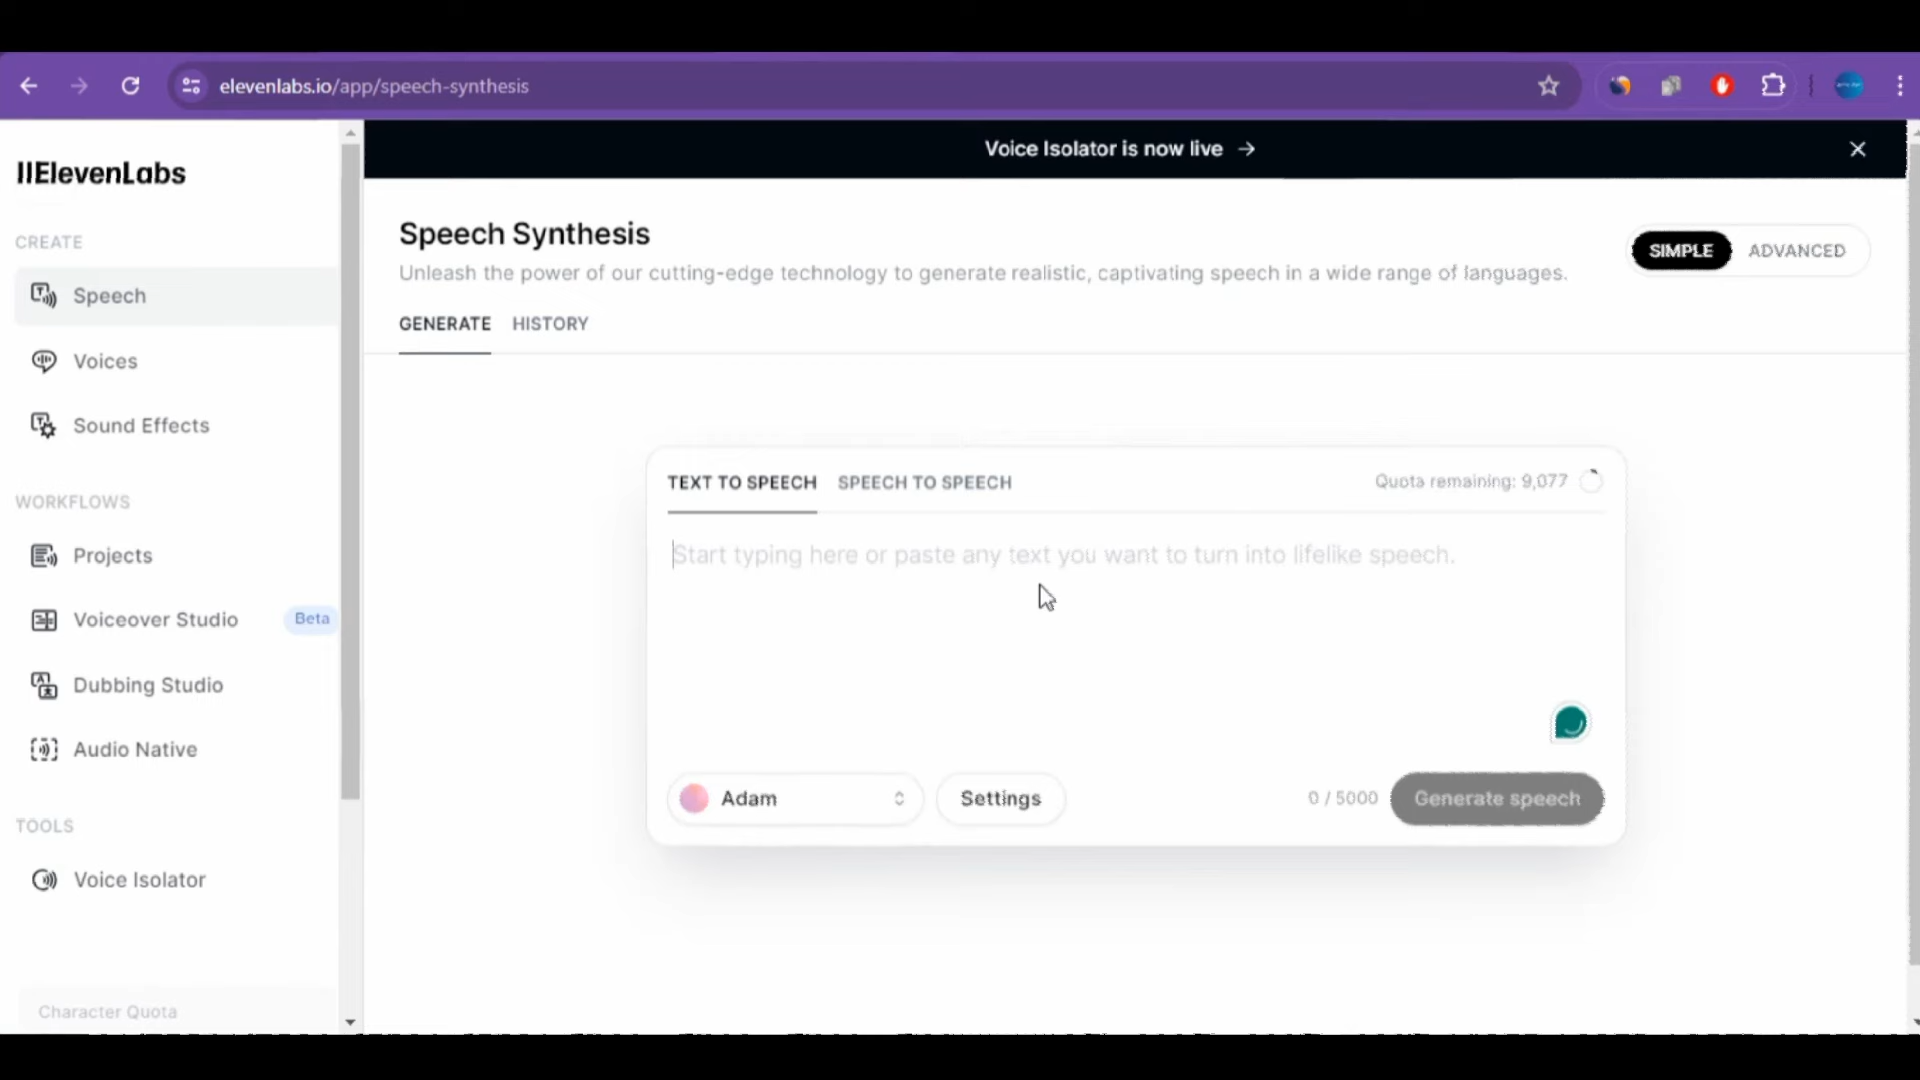 elevenlabs.io/app/speech-synthesis
Voice Isolator is now live →
IIElevenLabs
CREATE
Speech
Voices
Sound Effects
WORKFLOWS
Projects
Voiceover Studio Beta
Dubbing Studio
Audio Native
TOOLS
Voice Isolator
Character Quota
Speech Synthesis
Unleash the power of our cutting-edge technology to generate realistic, captivating speech in a wide range of languages.
SIMPLE ADVANCED
GENERATE HISTORY
TEXT TO SPEECH SPEECH TO SPEECH Quota remaining: 9,077
Start typing here or paste any text you want to turn into lifelike speech.
Adam Settings 0 / 5000 Generate speech